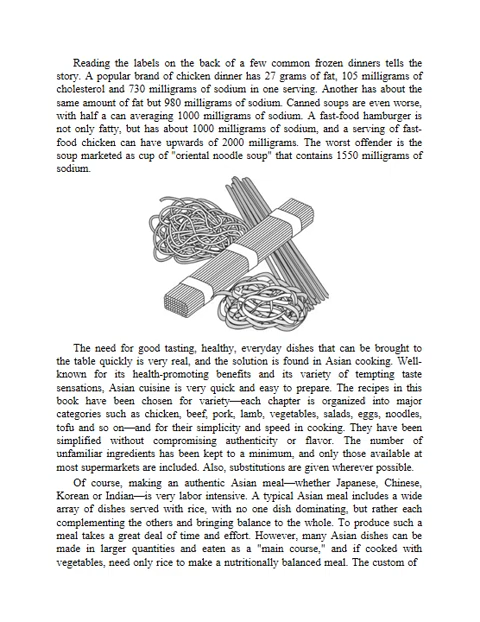 Reading the labels on the back of a few common frozen dinners tells the
story. A popular brand of chicken dinner has 27 grams of fat, 105 milligrams of
cholesterol and 730 milligrams of sodium in one serving. Another has about the
same amount of fat but 980 milligrams of sodium. Canned soups are even worse,
with half a can averaging 1000 milligrams of sodium. A fast-food hamburger is
not only fatty, but has about 1000 milligrams of sodium, and a serving of fast-
food chicken can have upwards of 2000 milligrams. The worst offender is the
soup marketed as cup of "oriental noodle soup" that contains 1550 milligrams of
sodium.
The need for good tasting, healthy, everyday dishes that can be brought to
the table quickly is very real, and the solution is found in Asian cooking. Well-
known for its health-promoting benefits and its variety of tempting taste
sensations, Asian cuisine is very quick and easy to prepare. The recipes in this
book have been chosen for variety—each chapter is organized into major
categories such as chicken, beef, pork, lamb, vegetables, salads, eggs, noodles,
tofu and so on—and for their simplicity and speed in cooking. They have been
simplified without compromising authenticity or flavor. The number of
unfamiliar ingredients has been kept to a minimum, and only those available at
most supermarkets are included. Also, substitutions are given wherever possible.
Of course, making an authentic Asian meal—whether Japanese, Chinese,
Korean or Indian—is very labor intensive. A typical Asian meal includes a wide
array of dishes served with rice, with no one dish dominating, but rather each
complementing the others and bringing balance to the whole. To produce such a
meal takes a great deal of time and effort. However, many Asian dishes can be
made in larger quantities and eaten as a "main course," and if cooked with
vegetables, need only rice to make a nutritionally balanced meal. The custom of